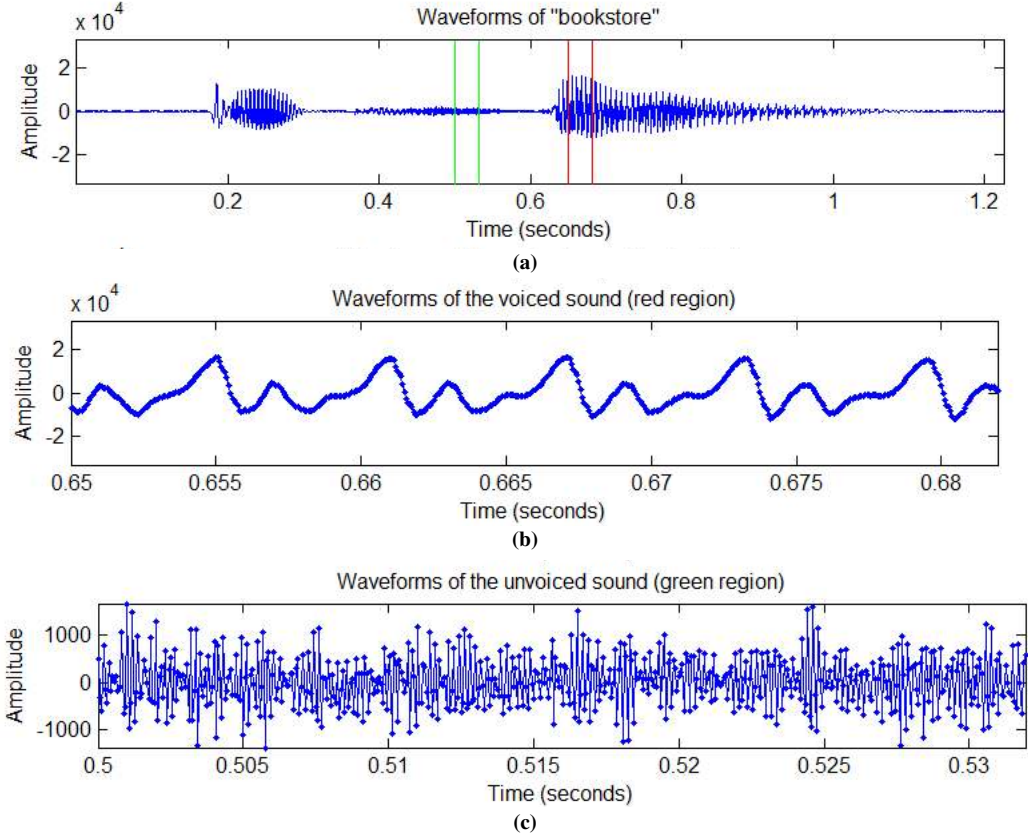 Waveforms of "bookstore"
x 10^4
2
0
-2
Amplitude
0.2 0.4 0.6 0.8 1 1.2
Time (seconds)
(a)
Waveforms of the voiced sound (red region)
x 10^4
2
0
-2
Amplitude
0.65 0.655 0.66 0.665 0.67 0.675 0.68
Time (seconds)
(b)
Waveforms of the unvoiced sound (green region)
1000
0
-1000
Amplitude
0.5 0.505 0.51 0.515 0.52 0.525 0.53
Time (seconds)
(c)